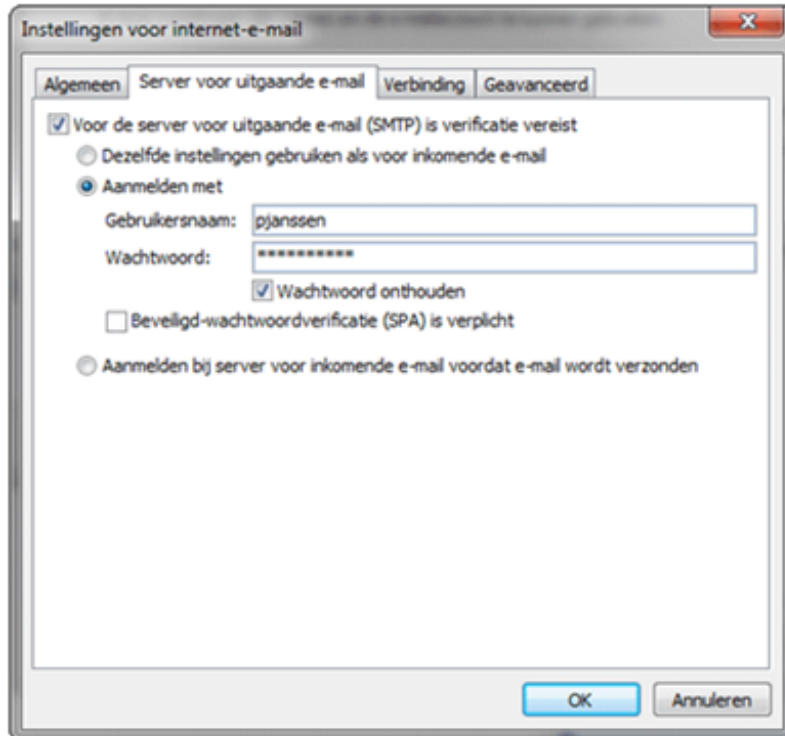 Instellingen voor internet-e-mail
Algemeen Server voor uitgaande e-mail Verbinding Geavanceerd
Voor de server voor uitgaande e-mail (SMTP) is verificatie vereist
Dezelfde instellingen gebruiken als voor inkomende e-mail
Aanmelden met
Gebruikersnaam: pjanssen
Wachtwoord: **********
Wachtwoord onthouden
Beveiligd-wachtwoordverificatie (SPA) is verplicht
Aanmelden bij server voor inkomende e-mail voordat e-mail wordt verzonden
OK Annuleren